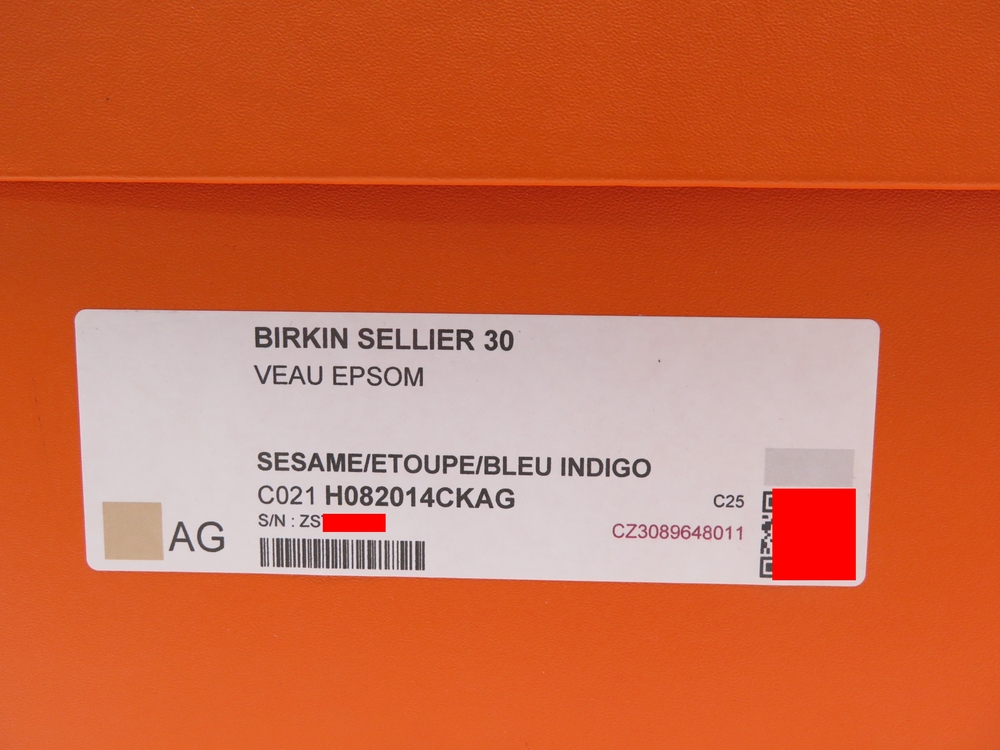 BIRKIN SELLIER 30
VEAU EPSOM
SESAME/ETOUPE/BLEU INDIGO
C021 H082014CKAG
C25
S/N : ZS
CZ3089648011
AG